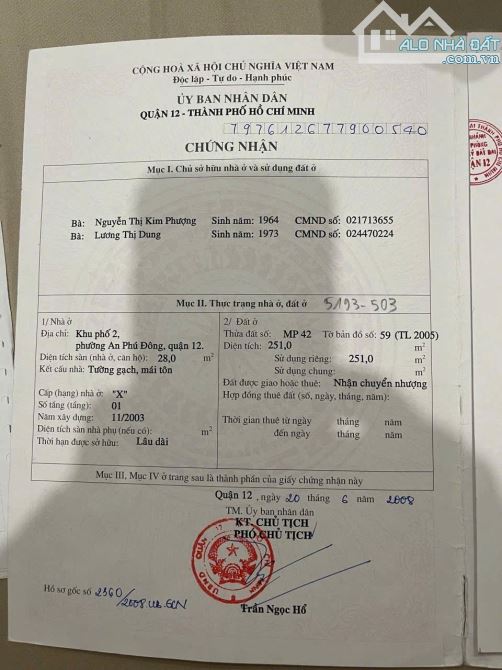 ALO NHÀ ĐẤT
.com.vn
CỘNG HOÀ XÃ HỘI CHỦ NGHĨA VIỆT NAM
Độc lập - Tự do - Hạnh phúc
ỦY BAN NHÂN DÂN
QUẬN 12 - THÀNH PHỐ HỒ CHÍ MINH
797612677900540
CHỨNG NHẬN
Mục I. Chủ sở hữu nhà ở và sử dụng đất ở
Bà: Nguyễn Thị Kim Phượng Sinh năm: 1964 CMND số: 021713655
Bà: Lương Thị Dung Sinh năm: 1973 CMND số: 024470224
Mục II. Thực trạng nhà ở, đất ở 5193-503
1/ Nhà ở
Địa chỉ: Khu phố 2,
phường An Phú Đông, quận 12.
Diện tích sàn (nhà ở, căn hộ): 28,0 m²
Kết cấu nhà: Tường gạch, mái tôn
Cấp (hạng) nhà ở: "X"
Số tầng (tầng): 01
Năm xây dựng: 11/2003
Diện tích sàn nhà phụ (nếu có): m²
Thời hạn được sở hữu: Lâu dài
2/ Đất ở
Thửa đất số: MP 42 Tờ bản đồ số: 59 (TL 2005)
Diện tích: 251,0 m²
Sử dụng riêng: 251,0 m²
Sử dụng chung: m²
Đất được giao hoặc thuê: Nhận chuyển nhượng
Hợp đồng thuê đất (số, ngày, tháng, năm):
Thời gian thuê từ ngày tháng năm
đến ngày tháng năm
Mục III, Mục IV ở trang sau là thành phần của giấy chứng nhận này
Quận 12, ngày 20 tháng 6 năm 2008
TM. Ủy ban nhân dân
KT. CHỦ TỊCH
PHÓ CHỦ TỊCH
Trần Ngọc Hổ
Hồ sơ gốc số 2360
/2008.UB.GCN
QUẬN 12